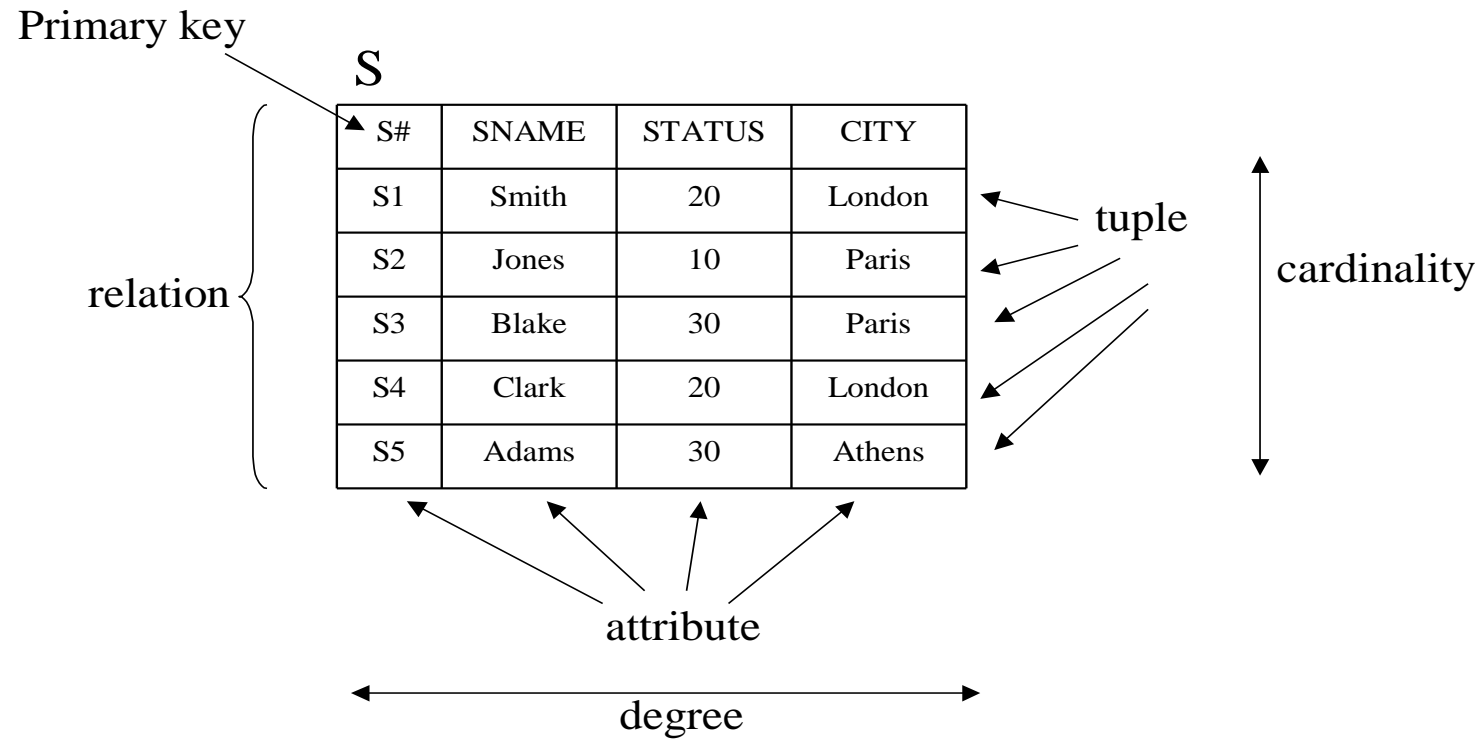 Primary key
S
S# SNAME STATUS CITY
S1 Smith 20 London
S2 Jones 10 Paris
S3 Blake 30 Paris
S4 Clark 20 London
S5 Adams 30 Athens
relation
tuple
cardinality
attribute
degree